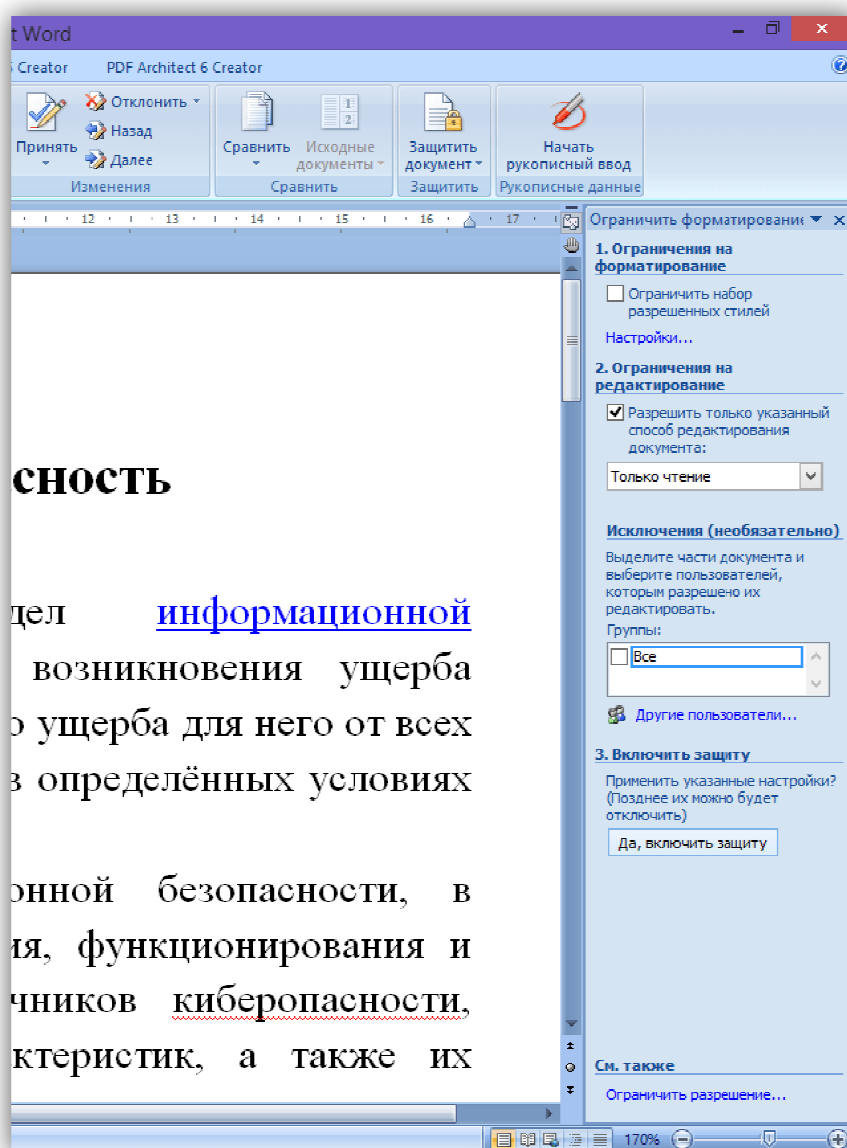 t Word
Creator PDF Architect 6 Creator
Принять
Отклонить
Назад
Далее
Изменения
Сравнить
Исходные
документы
Сравнить
Защитить
документ
Защитить
Начать
рукописный ввод
Рукописные данные
12 13 14 15 16 17
Ограничить форматирование
1. Ограничения на
форматирование
Ограничить набор
разрешенных стилей
Настройки...
2. Ограничения на
редактирование
Разрешить только указанный
способ редактирования
документа:
Только чтение
Исключения (необязательно)
Выделите части документа и
выберите пользователей,
которым разрешено их
редактировать.
Группы:
Все
Другие пользователи...
3. Включить защиту
Применить указанные настройки?
(Позднее их можно будет
отключить)
Да, включить защиту
См. также
Ограничить разрешение...
сность
дел информационной
возникновения ущерба
о ущерба для него от всех
в определённых условиях
онной безопасности, в
ия, функционирования и
чников киберопасности,
ктеристик, а также их
170%